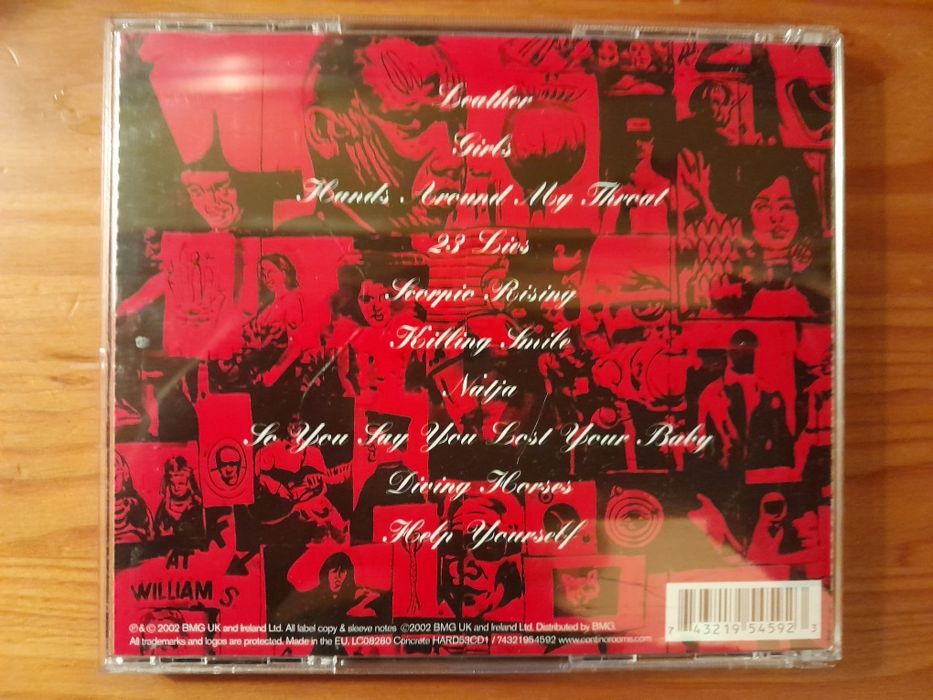 Leather
Girls
Hands Around My Throat
23 Lies
Scorpio Rising
Killing Smile
Natja
So You Say You Lost Your Baby
Diving Horses
Help Yourself
AT
WILLIAM S
℗ & © 2002 BMG UK and Ireland Ltd. All label copy & sleeve notes ©2002 BMG UK and Ireland Ltd. Distributed by BMG.
All trademarks and logos are protected. Made in the EU. LC09280 Concrete HARD53CD1 / 74321954592 www.continorooms.com
7 43219 54592 3